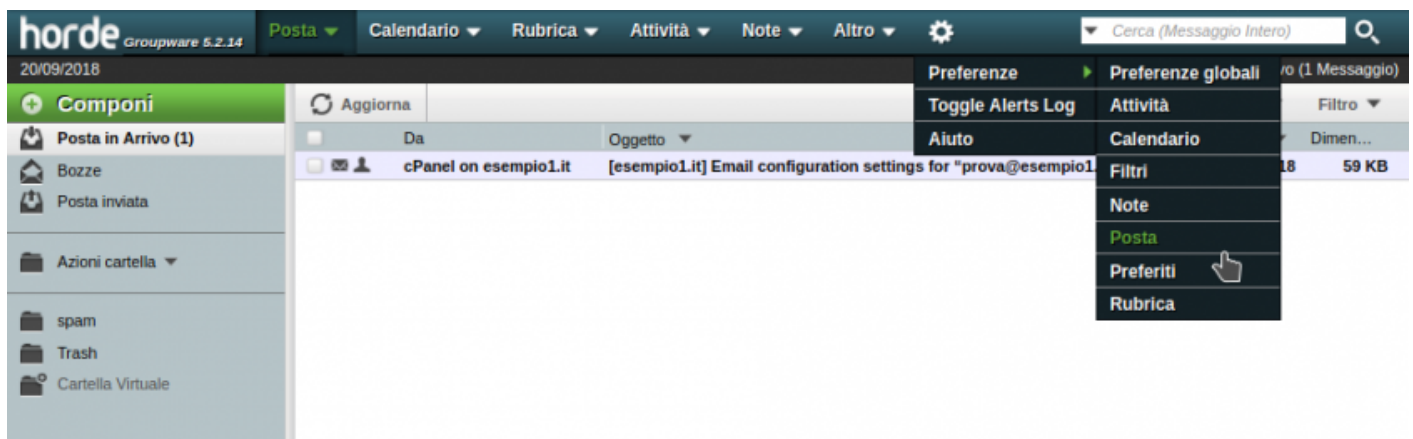 horde Groupware 5.2.14 Posta Calendario Rubrica Attività Note Altro Cerca (Messaggio Intero)
20/09/2018
Componi
Posta in Arrivo (1)
Bozze
Posta inviata
Azioni cartella
spam
Trash
Cartella Virtuale
Aggiorna
Filtro
Da Oggetto Dimen...
cPanel on esempio1.it [esempio1.it] Email configuration settings for "prova@esempio1. 18 59 KB
Preferenze
Toggle Alerts Log
Aiuto
Preferenze globali
Attività
Calendario
Filtri
Note
Posta
Preferiti
Rubrica
vo (1 Messaggio)